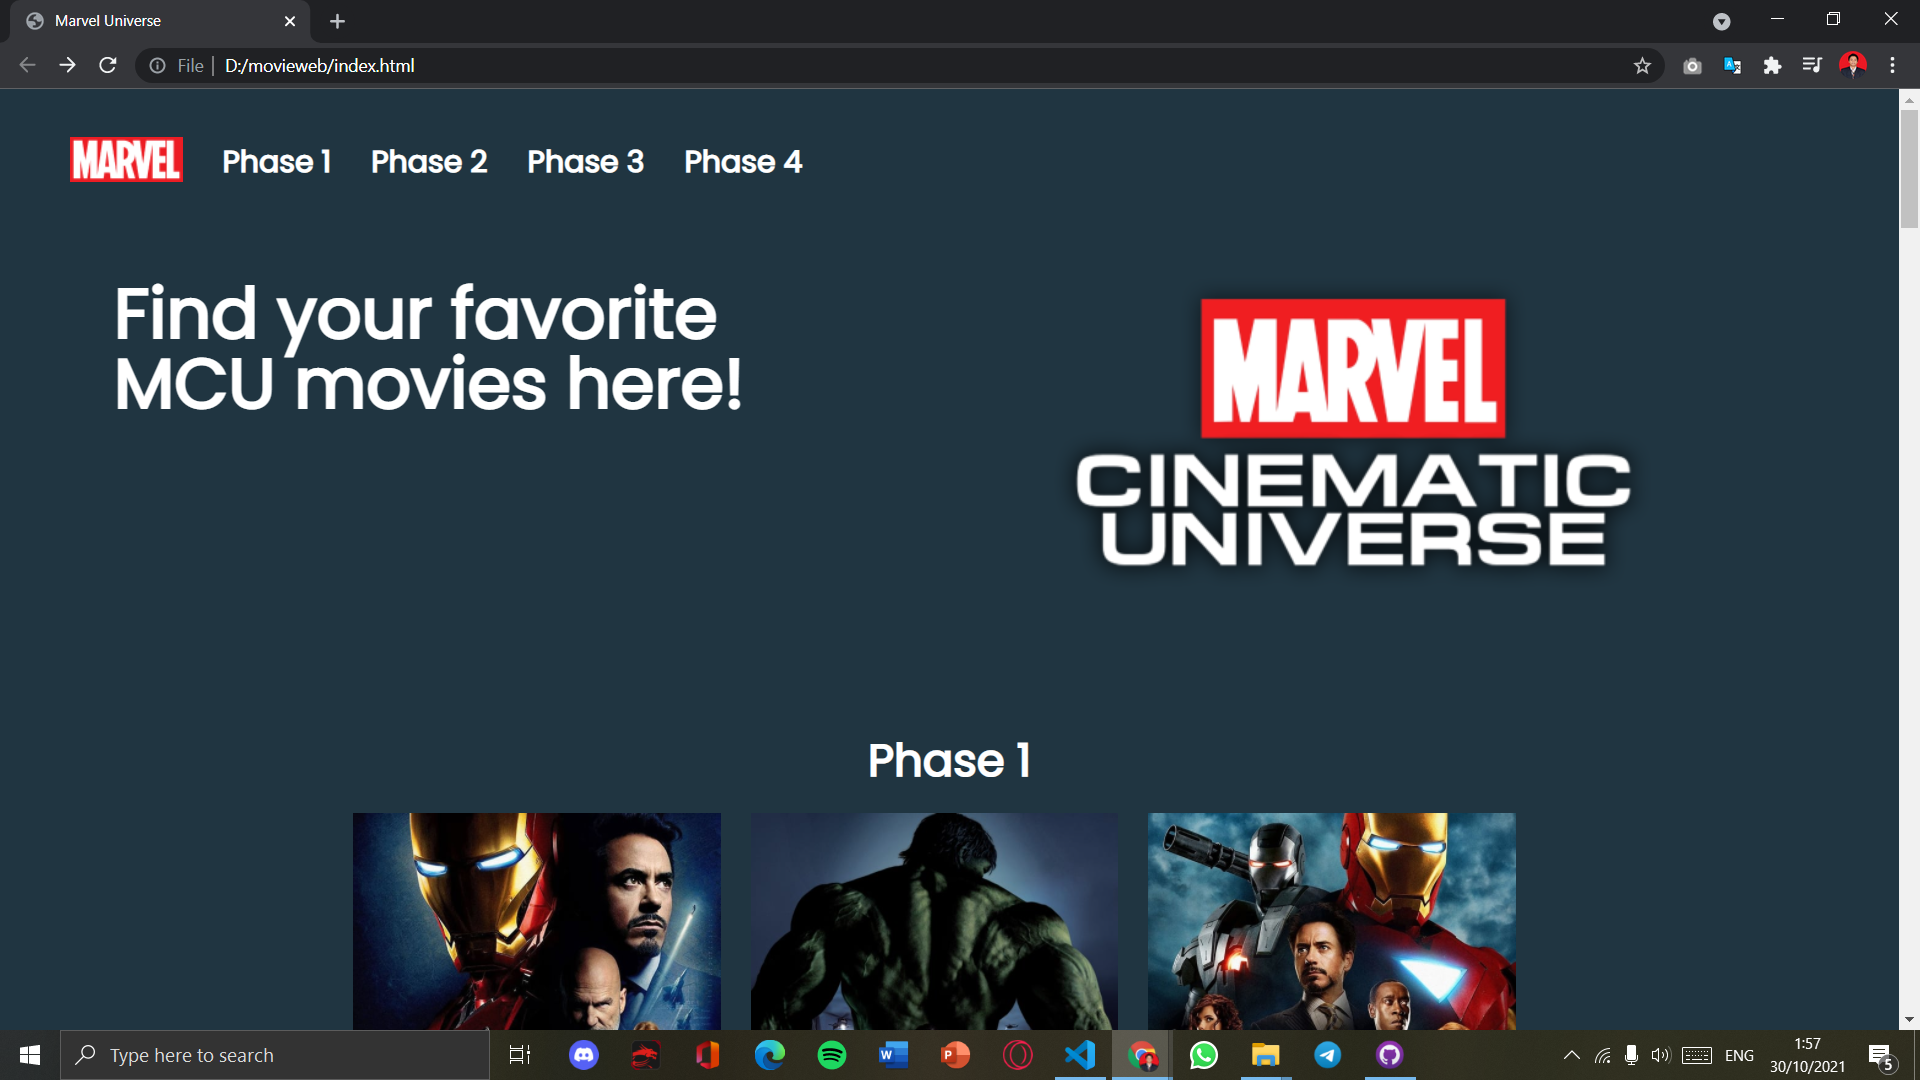 Marvel Universe
File
D:/movieweb/index.html
MARVEL
Phase 1
Phase 2
Phase 3
Phase 4
Find your favorite
MCU movies here!
MARVEL
CINEMATIC
UNIVERSE
Phase 1
Type here to search
ENG
1:57
30/10/2021
5